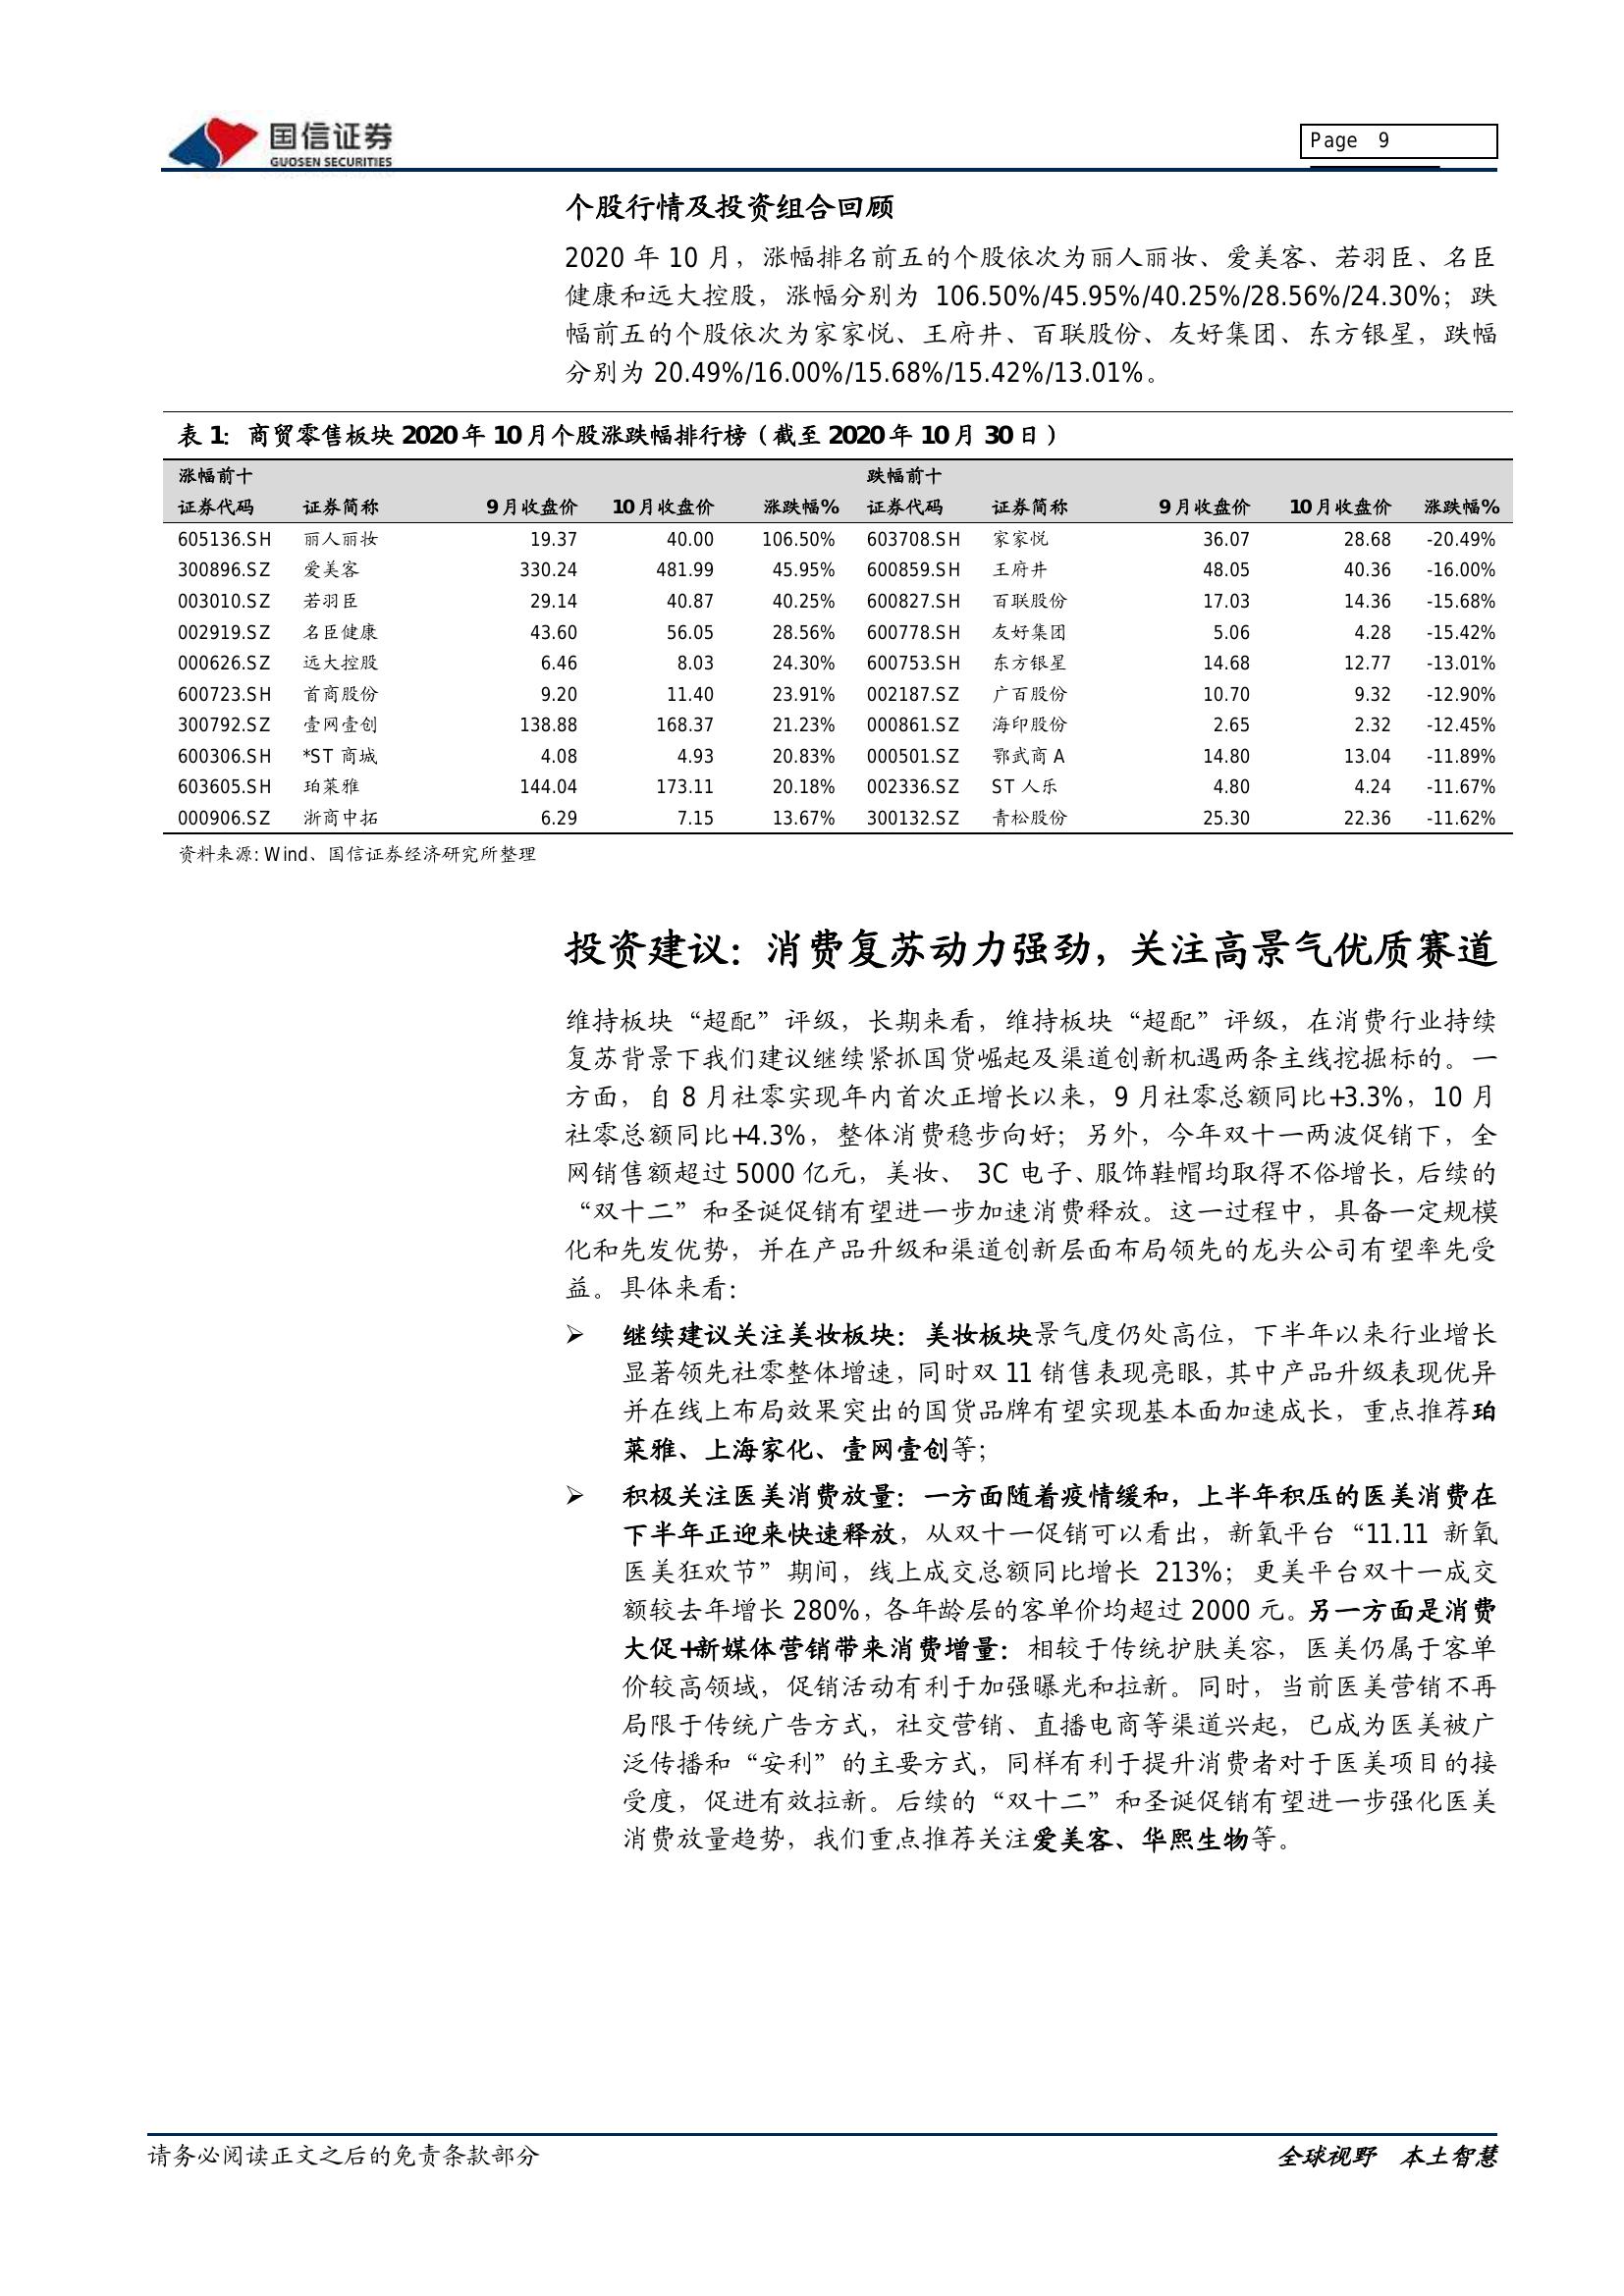 国信证券
GUOSEN SECURITIES
Page 9
个股行情及投资组合回顾
2020 年 10 月，涨幅排名前五的个股依次为丽人丽妆、爱美客、若羽臣、名臣
健康和远大控股，涨幅分别为 106.50%/45.95%/40.25%/28.56%/24.30%；跌
幅前五的个股依次为家家悦、王府井、百联股份、友好集团、东方银星，跌幅
分别为 20.49%/16.00%/15.68%/15.42%/13.01%。
表 1：商贸零售板块 2020 年 10 月个股涨跌幅排行榜（截至 2020 年 10 月 30 日）
涨幅前十 跌幅前十
证券代码 证券简称 9 月收盘价 10 月收盘价 涨跌幅% 证券代码 证券简称 9 月收盘价 10 月收盘价 涨跌幅%
605136.SH 丽人丽妆 19.37 40.00 106.50% 603708.SH 家家悦 36.07 28.68 -20.49%
300896.SZ 爱美客 330.24 481.99 45.95% 600859.SH 王府井 48.05 40.36 -16.00%
003010.SZ 若羽臣 29.14 40.87 40.25% 600827.SH 百联股份 17.03 14.36 -15.68%
002919.SZ 名臣健康 43.60 56.05 28.56% 600778.SH 友好集团 5.06 4.28 -15.42%
000626.SZ 远大控股 6.46 8.03 24.30% 600753.SH 东方银星 14.68 12.77 -13.01%
600723.SH 首商股份 9.20 11.40 23.91% 002187.SZ 广百股份 10.70 9.32 -12.90%
300792.SZ 壹网壹创 138.88 168.37 21.23% 000861.SZ 海印股份 2.65 2.32 -12.45%
600306.SH *ST 商城 4.08 4.93 20.83% 000501.SZ 鄂武商 A 14.80 13.04 -11.89%
603605.SH 珀莱雅 144.04 173.11 20.18% 002336.SZ ST 人乐 4.80 4.24 -11.67%
000906.SZ 浙商中拓 6.29 7.15 13.67% 300132.SZ 青松股份 25.30 22.36 -11.62%
资料来源: Wind、国信证券经济研究所整理
投资建议：消费复苏动力强劲，关注高景气优质赛道
维持板块“超配”评级，长期来看，维持板块“超配”评级，在消费行业持续
复苏背景下我们建议继续紧抓国货崛起及渠道创新机遇两条主线挖掘标的。一
方面，自 8 月社零实现年内首次正增长以来，9 月社零总额同比+3.3%，10 月
社零总额同比+4.3%，整体消费稳步向好；另外，今年双十一两波促销下，全
网销售额超过 5000 亿元，美妆、 3C 电子、服饰鞋帽均取得不俗增长，后续的
“双十二”和圣诞促销有望进一步加速消费释放。这一过程中，具备一定规模
化和先发优势，并在产品升级和渠道创新层面布局领先的龙头公司有望率先受
益。具体来看：
➢ 继续建议关注美妆板块：美妆板块景气度仍处高位，下半年以来行业增长
显著领先社零整体增速，同时双 11 销售表现亮眼，其中产品升级表现优异
并在线上布局效果突出的国货品牌有望实现基本面加速成长，重点推荐珀
莱雅、上海家化、壹网壹创等；
➢ 积极关注医美消费放量：一方面随着疫情缓和，上半年积压的医美消费在
下半年正迎来快速释放，从双十一促销可以看出，新氧平台“11.11 新氧
医美狂欢节”期间，线上成交总额同比增长 213%；更美平台双十一成交
额较去年增长 280%，各年龄层的客单价均超过 2000 元。另一方面是消费
大促+新媒体营销带来消费增量：相较于传统护肤美容，医美仍属于客单
价较高领域，促销活动有利于加强曝光和拉新。同时，当前医美营销不再
局限于传统广告方式，社交营销、直播电商等渠道兴起，已成为医美被广
泛传播和“安利”的主要方式，同样有利于提升消费者对于医美项目的接
受度，促进有效拉新。后续的“双十二”和圣诞促销有望进一步强化医美
消费放量趋势，我们重点推荐关注爱美客、华熙生物等。
请务必阅读正文之后的免责条款部分 全球视野 本土智慧